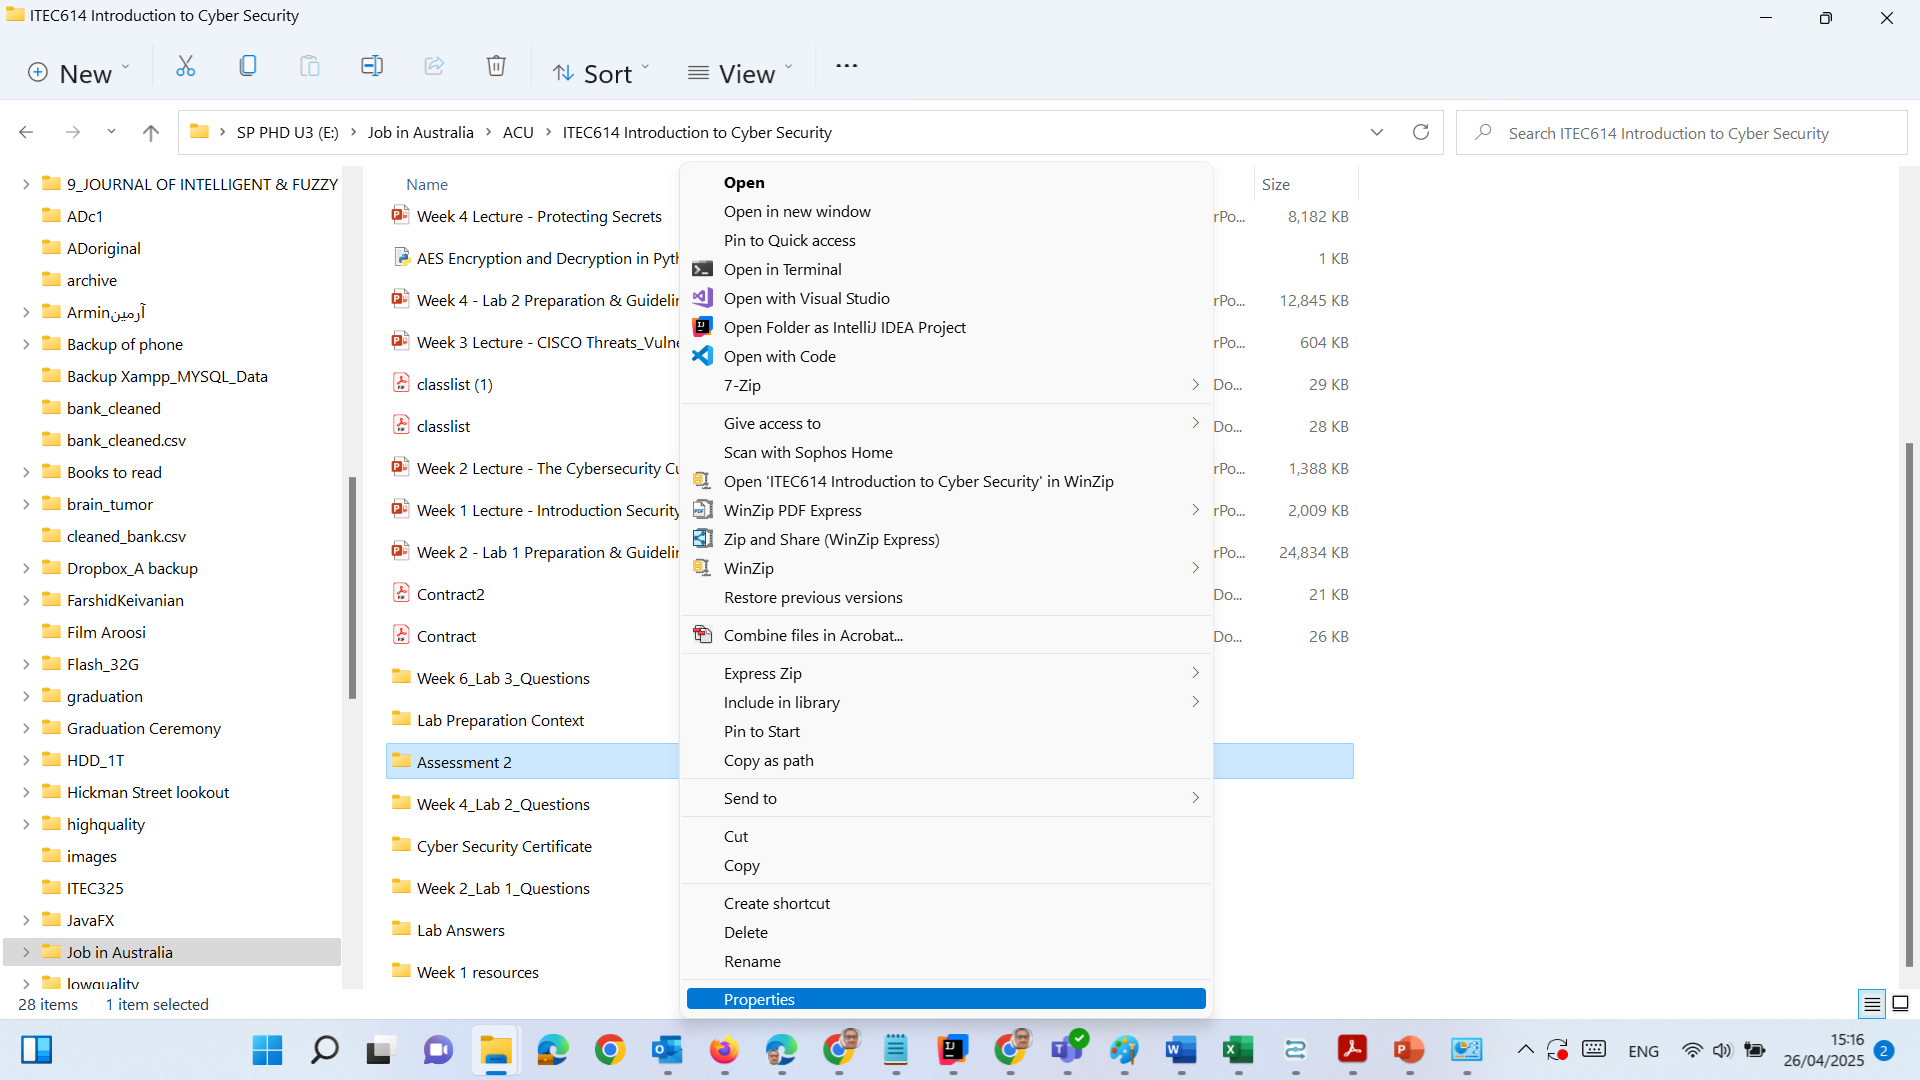 ITEC614 Introduction to Cyber Security
New
Sort
View
SP PHD U3 (E:) > Job in Australia > ACU > ITEC614 Introduction to Cyber Security
Search ITEC614 Introduction to Cyber Security
9_JOURNAL OF INTELLIGENT & FUZZY
ADc1
ADoriginal
archive
Arminآرمین
Backup of phone
Backup Xampp_MYSQL_Data
bank_cleaned
bank_cleaned.csv
Books to read
brain_tumor
cleaned_bank.csv
Dropbox_A backup
FarshidKeivanian
Film Aroosi
Flash_32G
graduation
Graduation Ceremony
HDD_1T
Hickman Street lookout
highquality
images
ITEC325
JavaFX
Job in Australia
lowquality
Name
Size
Week 4 Lecture - Protecting Secrets
rPo... 8,182 KB
AES Encryption and Decryption in Pyth
1 KB
Week 4 - Lab 2 Preparation & Guidelin
rPo... 12,845 KB
Week 3 Lecture - CISCO Threats_Vulne
rPo... 604 KB
classlist (1)
Do... 29 KB
classlist
Do... 28 KB
Week 2 Lecture - The Cybersecurity Cu
rPo... 1,388 KB
Week 1 Lecture - Introduction Security
rPo... 2,009 KB
Week 2 - Lab 1 Preparation & Guidelin
rPo... 24,834 KB
Contract2
Do... 21 KB
Contract
Do... 26 KB
Week 6_Lab 3_Questions
Lab Preparation Context
Assessment 2
Week 4_Lab 2_Questions
Cyber Security Certificate
Week 2_Lab 1_Questions
Lab Answers
Week 1 resources
Open
Open in new window
Pin to Quick access
Open in Terminal
Open with Visual Studio
Open Folder as IntelliJ IDEA Project
Open with Code
7-Zip
Give access to
Scan with Sophos Home
Open 'ITEC614 Introduction to Cyber Security' in WinZip
WinZip PDF Express
Zip and Share (WinZip Express)
WinZip
Restore previous versions
Combine files in Acrobat...
Express Zip
Include in library
Pin to Start
Copy as path
Send to
Cut
Copy
Create shortcut
Delete
Rename
Properties
28 items
1 item selected
ENG
15:16
26/04/2025
2